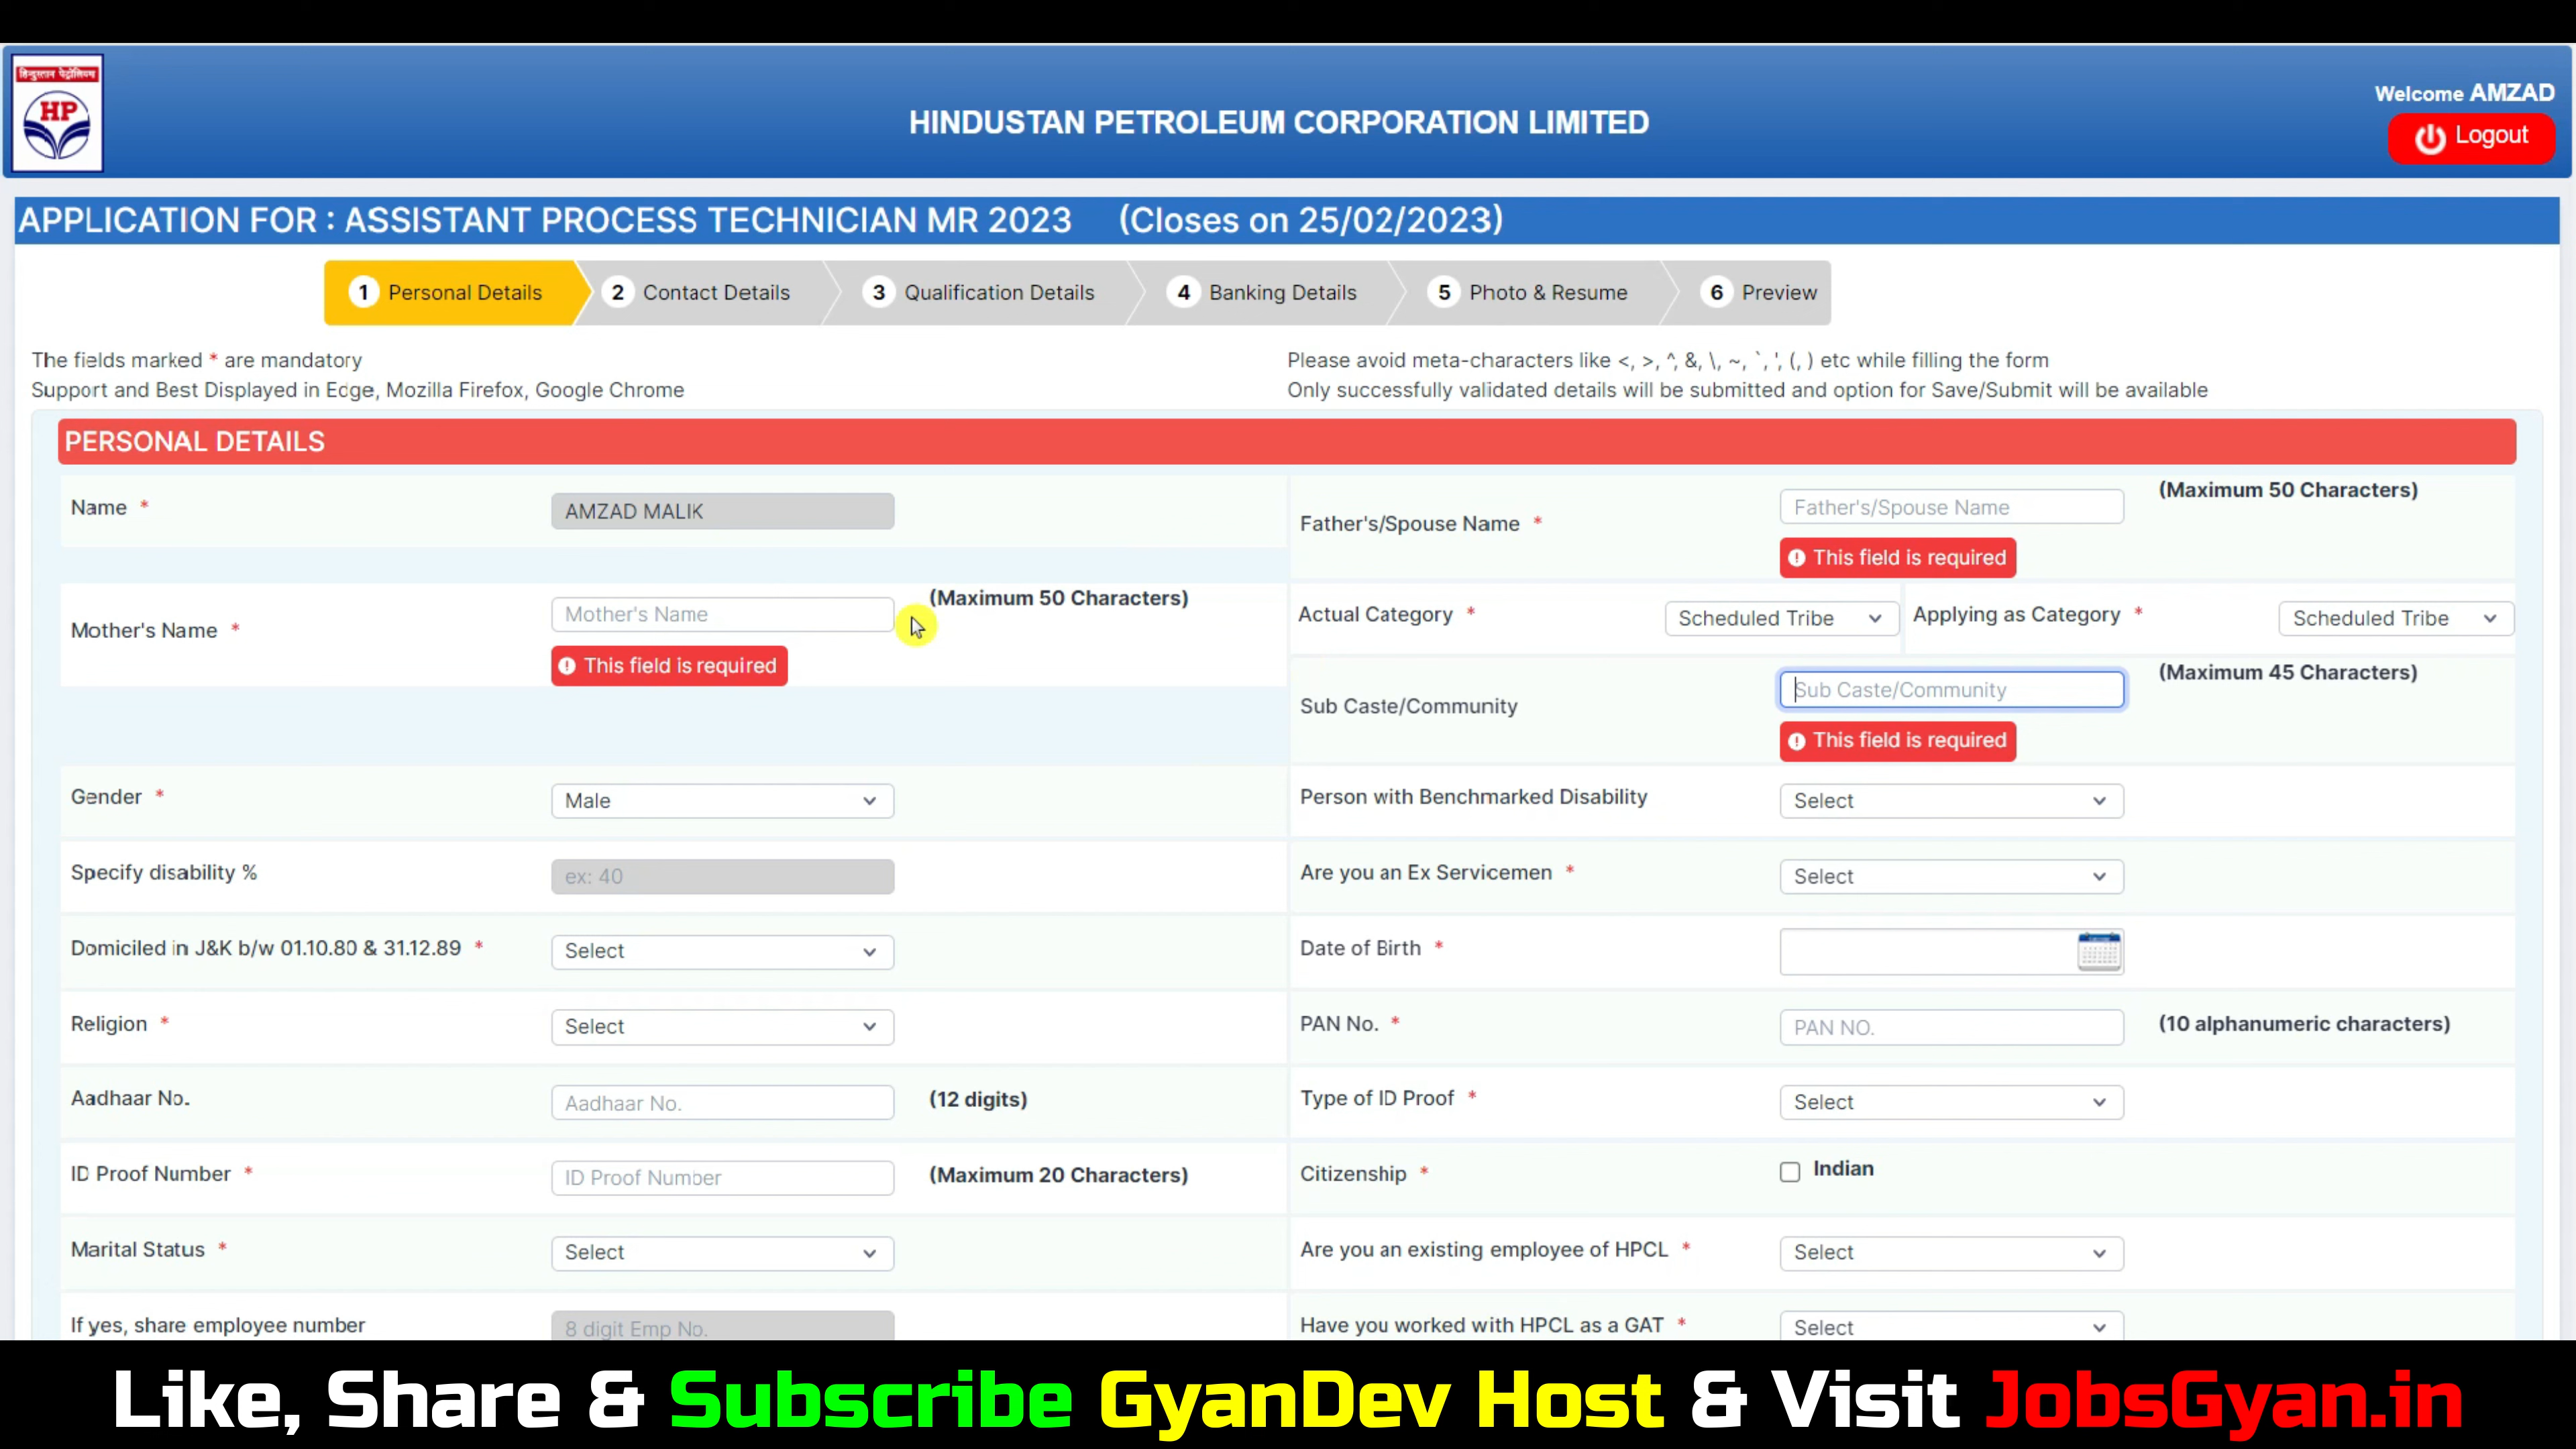 हिन्दुस्तान पेट्रोलियम
HP
HINDUSTAN PETROLEUM CORPORATION LIMITED
Welcome AMZAD
Logout
APPLICATION FOR : ASSISTANT PROCESS TECHNICIAN MR 2023 (Closes on 25/02/2023)
1 Personal Details 2 Contact Details 3 Qualification Details 4 Banking Details 5 Photo & Resume 6 Preview
The fields marked * are mandatory
Support and Best Displayed in Edge, Mozilla Firefox, Google Chrome
Please avoid meta-characters like <, >, ^, &, \, ~, `, ', (, ) etc while filling the form
Only successfully validated details will be submitted and option for Save/Submit will be available
PERSONAL DETAILS
Name * AMZAD MALIK
Father's/Spouse Name * Father's/Spouse Name (Maximum 50 Characters)
This field is required
Mother's Name * Mother's Name (Maximum 50 Characters)
This field is required
Actual Category * Scheduled Tribe Applying as Category * Scheduled Tribe
Sub Caste/Community Sub Caste/Community (Maximum 45 Characters)
This field is required
Gender * Male
Person with Benchmarked Disability Select
Specify disability % ex: 40
Are you an Ex Servicemen * Select
Domiciled in J&K b/w 01.10.80 & 31.12.89 * Select
Date of Birth *
Religion * Select
PAN No. * PAN NO. (10 alphanumeric characters)
Aadhaar No. Aadhaar No. (12 digits)
Type of ID Proof * Select
ID Proof Number * ID Proof Number (Maximum 20 Characters)
Citizenship * Indian
Marital Status * Select
Are you an existing employee of HPCL * Select
If yes, share employee number 8 digit Emp No.
Have you worked with HPCL as a GAT * Select
Like, Share & Subscribe GyanDev Host & Visit JobsGyan.in